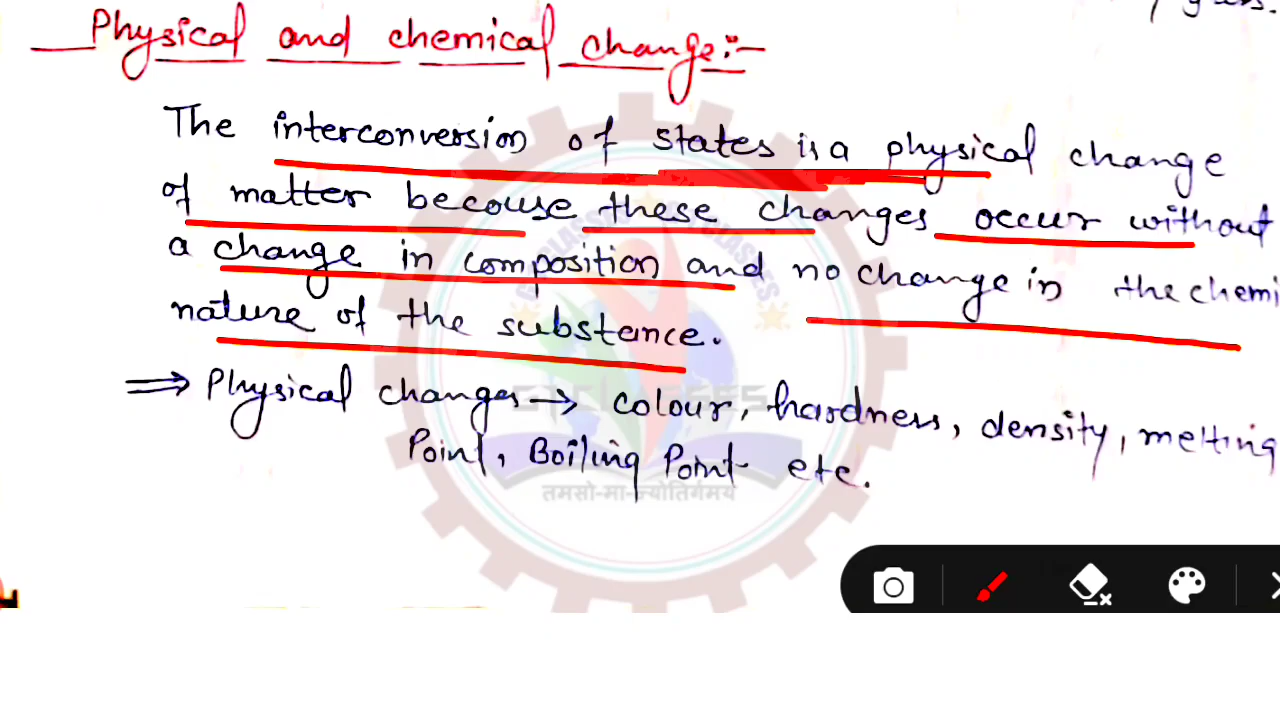 Physical and chemical change:-
The interconversion of states is a physical change
of matter becouse these changes occur without
a change in composition and no change in the chemi
nature of the substance.
⇒ Physical changes → colour, hardness, density, melting
Point, Boiling Point etc.
CLASSES
तमसो-मा-ज्योतिर्गमय